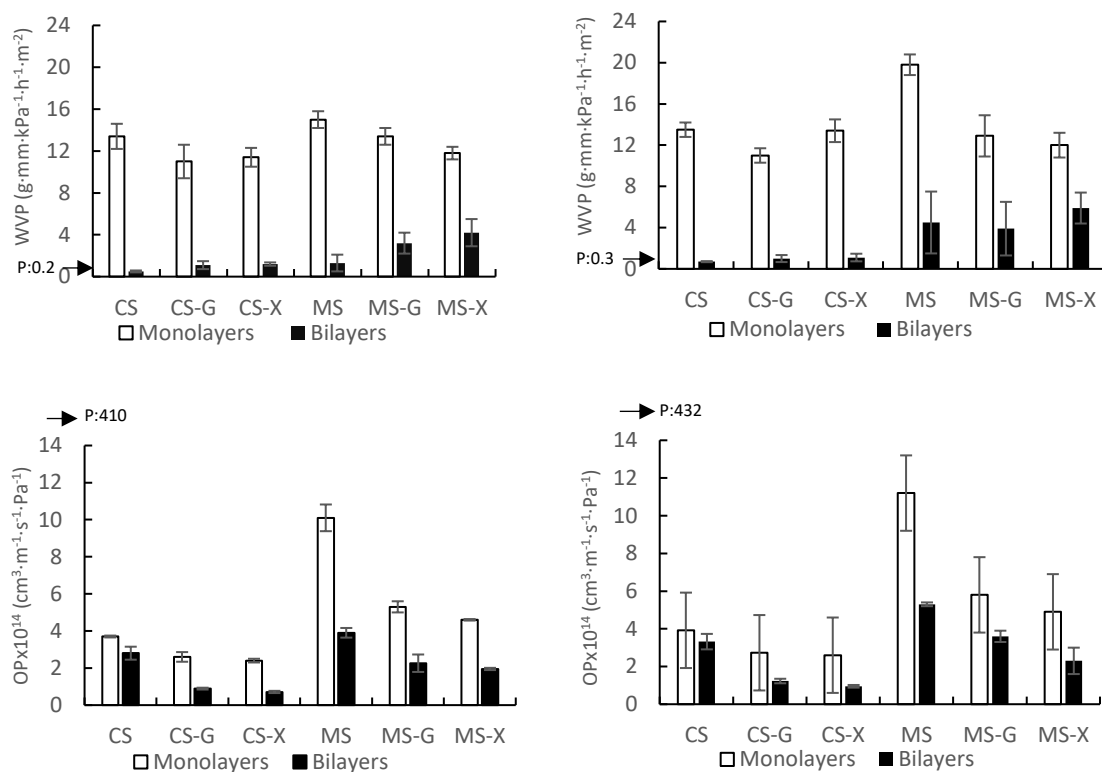 24
20
16
12
8
4
0
WVP (g·mm·kPa⁻¹·h⁻¹·m⁻²)
P:0.2
CS CS-G CS-X MS MS-G MS-X
Monolayers Bilayers
24
20
16
12
8
4
0
WVP (g·mm·kPa⁻¹·h⁻¹·m⁻²)
P:0.3
CS CS-G CS-X MS MS-G MS-X
Monolayers Bilayers
P:410
14
12
10
8
6
4
2
0
OPx10¹⁴ (cm³·m⁻¹·s⁻¹·Pa⁻¹)
CS CS-G CS-X MS MS-G MS-X
Monolayers Bilayers
P:432
14
12
10
8
6
4
2
0
OPx10¹⁴ (cm³·m⁻¹·s⁻¹·Pa⁻¹)
CS CS-G CS-X MS MS-G MS-X
Monolayers Bilayers